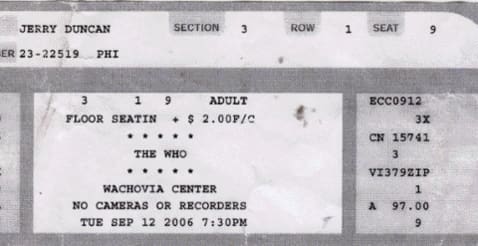 JERRY DUNCAN SECTION 3 ROW 1 SEAT 9
ER 23-22519 PHI
3 1 9 ADULT ECC0912
FLOOR SEATIN + $ 2.00F/C 3X
* * * * * CN 15741
THE WHO 3
* * * * * VI379ZIP
WACHOVIA CENTER 1
NO CAMERAS OR RECORDERS A 97.00
TUE SEP 12 2006 7:30PM 9